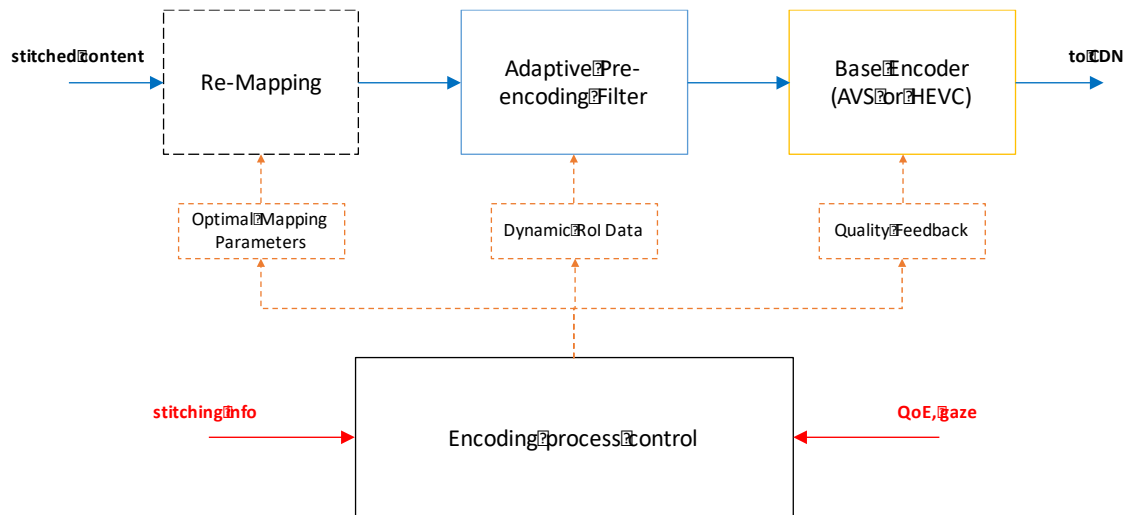 stitched content
to CDN
Re-Mapping
Adaptive Pre-
encoding Filter
Base Encoder
(AVS or HEVC)
Optimal Mapping
Parameters
Dynamic RoI Data
Quality Feedback
stitching info
QoE, gaze
Encoding process control